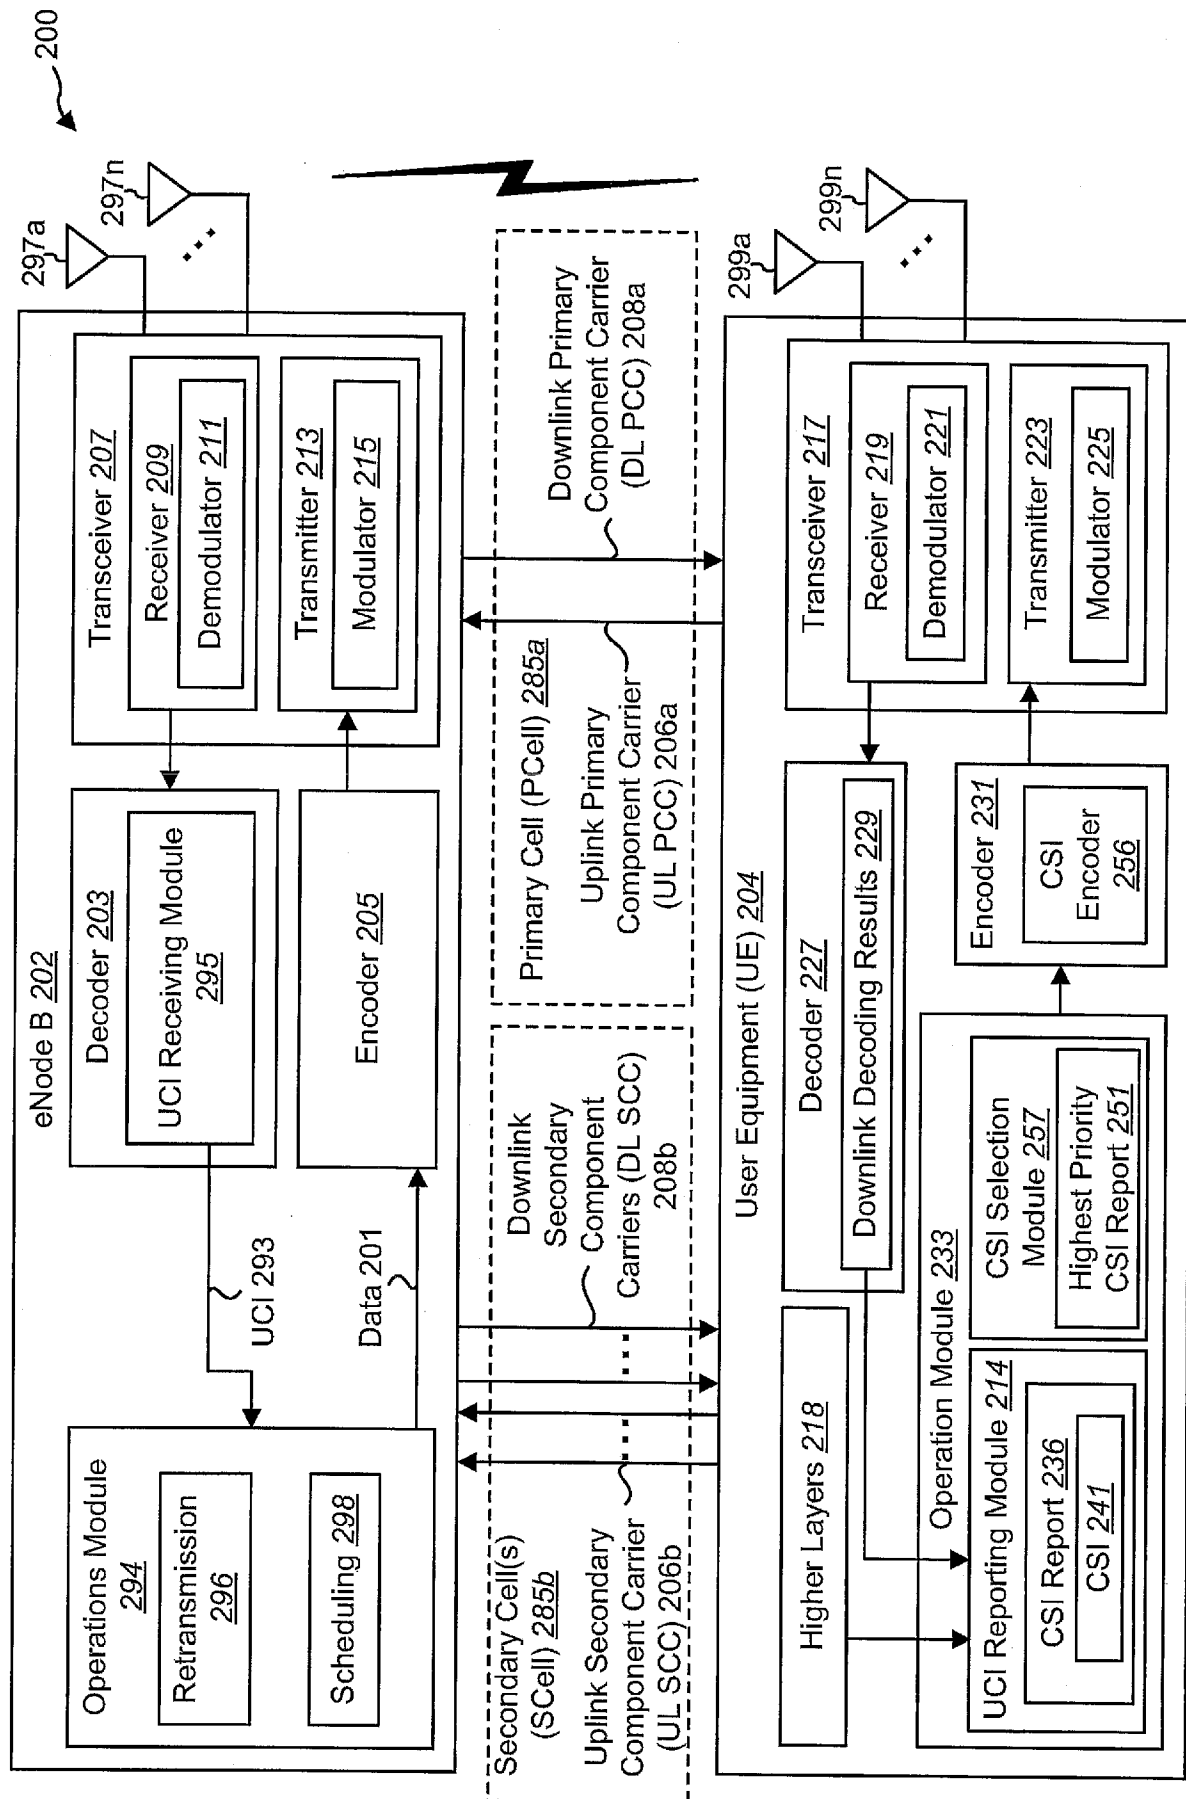 200
297a
297n
eNode B 202
Operations Module
294
Retransmission
296
Scheduling 298
UCI 293
Data 201
Decoder 203
UCI Receiving Module
295
Encoder 205
Transceiver 207
Receiver 209
Demodulator 211
Transmitter 213
Modulator 215
Secondary Cell(s)
(SCell) 285b
Uplink Secondary
Component Carrier
(UL SCC) 206b
Downlink
Secondary
Component
Carriers (DL SCC)
208b
Primary Cell (PCell) 285a
Uplink Primary
Component Carrier
(UL PCC) 206a
Downlink Primary
Component Carrier
(DL PCC) 208a
299a
299n
User Equipment (UE) 204
Higher Layers 218
Decoder 227
Downlink Decoding Results 229
Operation Module 233
UCI Reporting Module 214
CSI Report 236
CSI 241
CSI Selection
Module 257
Highest Priority
CSI Report 251
Encoder 231
CSI
Encoder
256
Transceiver 217
Receiver 219
Demodulator 221
Transmitter 223
Modulator 225